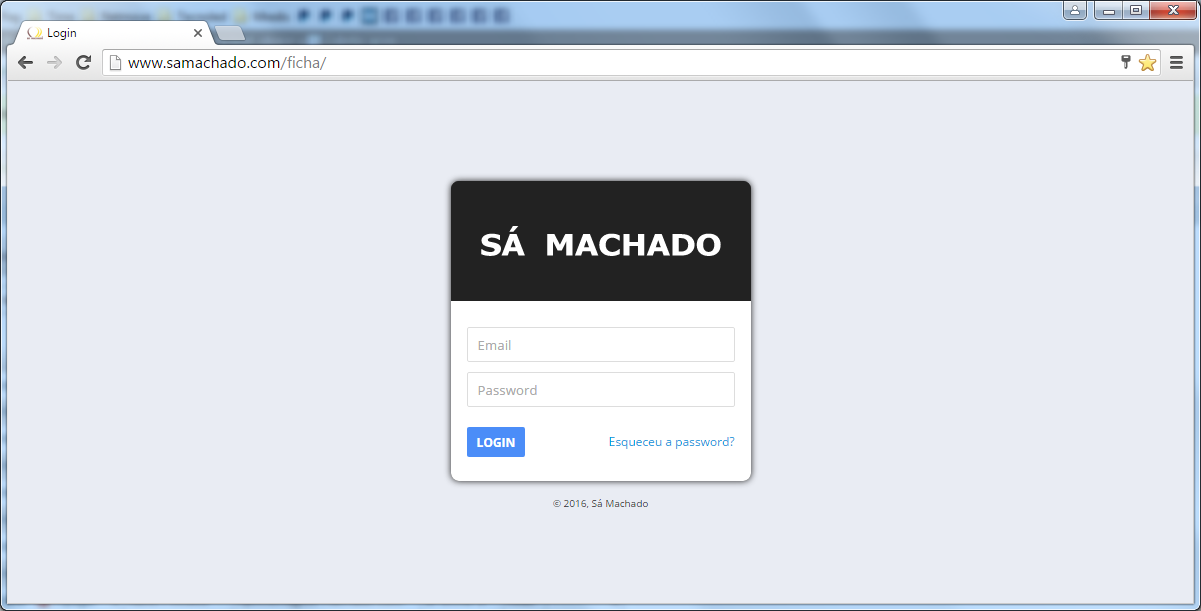 Login
www.samachado.com/ficha/
SÁ MACHADO
Email
Password
LOGIN
Esqueceu a password?
© 2016, Sá Machado